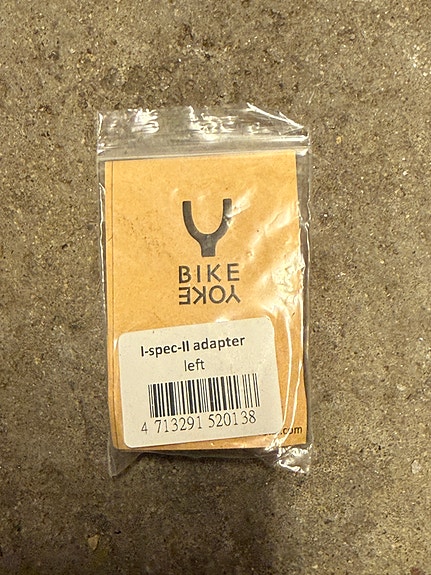 BIKE
YOKE
I-spec-II adapter
left
4 713291 520138
.com